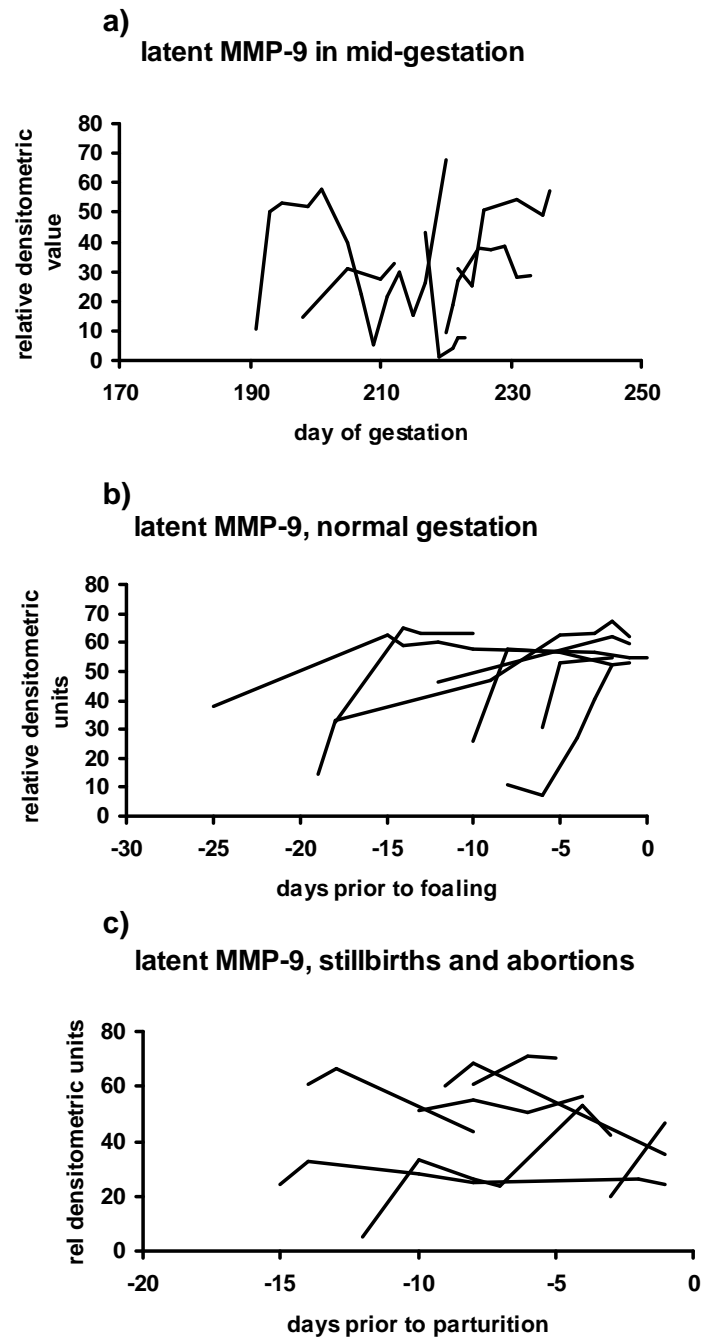 a)
latent MMP-9 in mid-gestation
relative densitometric
value
80
70
60
50
40
30
20
10
0
170 190 210 230 250
day of gestation
b)
latent MMP-9, normal gestation
relative densitometric
units
80
70
60
50
40
30
20
10
0
-30 -25 -20 -15 -10 -5 0
days prior to foaling
c)
latent MMP-9, stillbirths and abortions
rel densitometric units
80
60
40
20
0
-20 -15 -10 -5 0
days prior to parturition